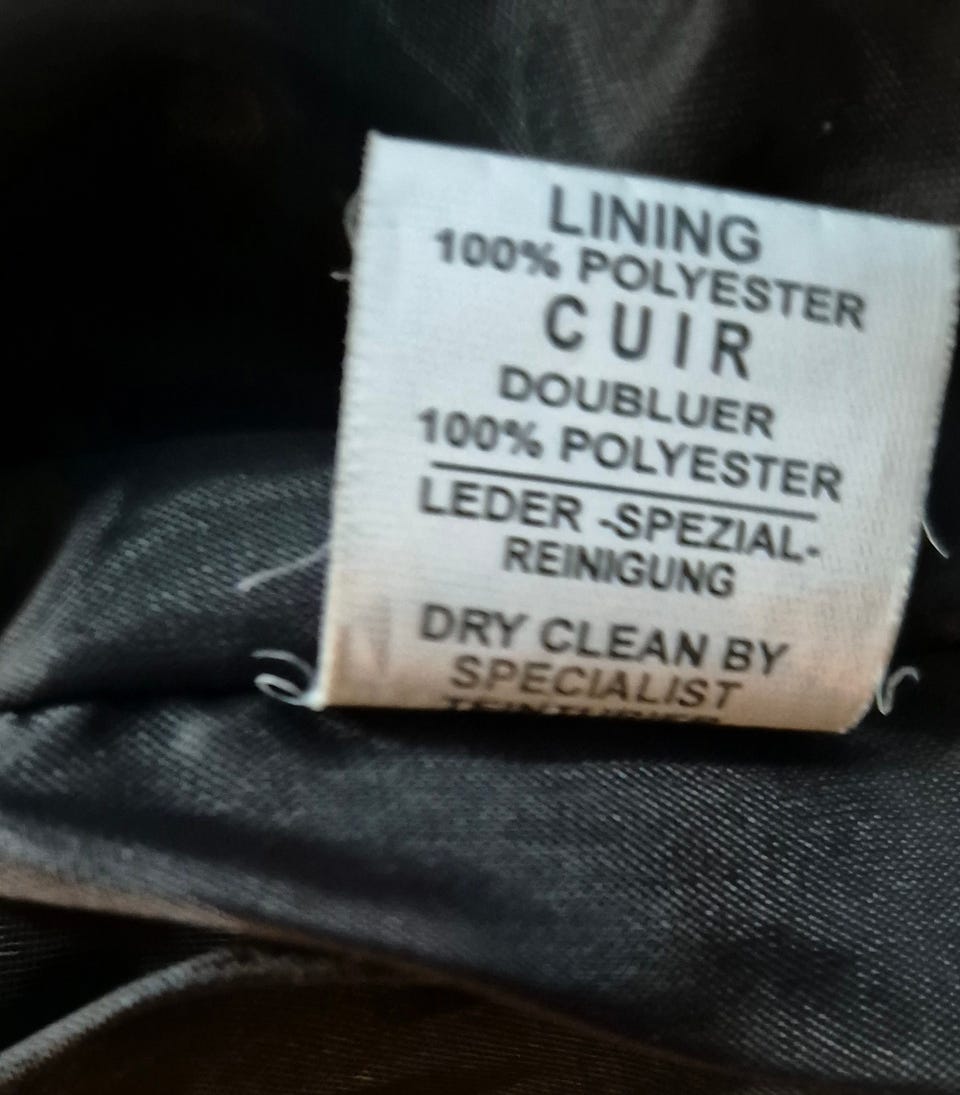 LINING
100% POLYESTER
CUIR
DOUBLUER
100% POLYESTER
LEDER -SPEZIAL-
REINIGUNG
DRY CLEAN BY
SPECIALIST